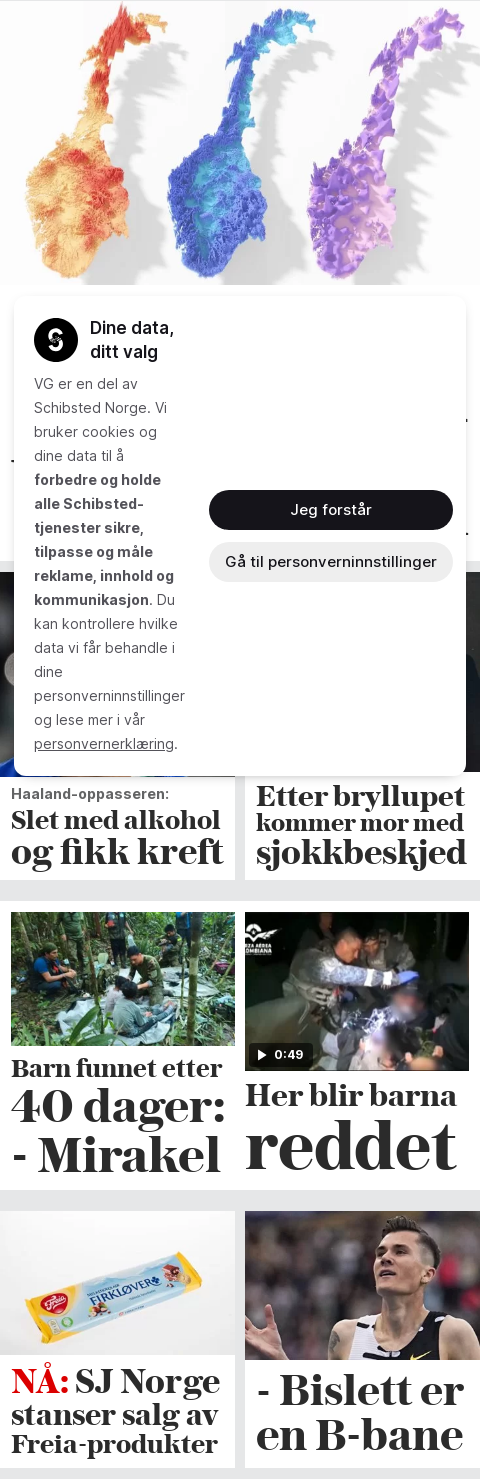 Dine data,
ditt valg
VG er en del av
Schibsted Norge. Vi
bruker cookies og
dine data til å
forbedre og holde
alle Schibsted-
tjenester sikre,
tilpasse og måle
reklame, innhold og
kommunikasjon. Du
kan kontrollere hvilke
data vi får behandle i
dine
personverninnstillinger
og lese mer i vår
personvernerklæring.
Jeg forstår
Gå til personverninnstillinger
Haaland-oppasseren:
Slet med alkohol
og fikk kreft
Etter bryllupet
kommer mor med
sjokkbeskjed
Barn funnet etter
40 dager:
- Mirakel
0:49
Her blir barna
reddet
Freia
FIRKLØVER
NÅ: SJ Norge
stanser salg av
Freia-produkter
- Bislett er
en B-bane